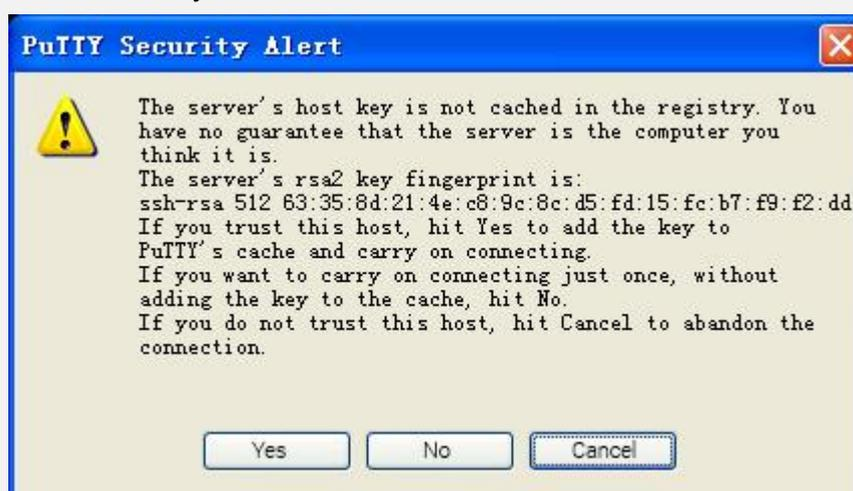 PuTTY Security Alert
The server's host key is not cached in the registry. You
have no guarantee that the server is the computer you
think it is.
The server's rsa2 key fingerprint is:
ssh-rsa 512 63:35:8d:21:4e:c8:9c:8c:d5:fd:15:fc:b7:f9:f2:dd
If you trust this host, hit Yes to add the key to
PuTTY's cache and carry on connecting.
If you want to carry on connecting just once, without
adding the key to the cache, hit No.
If you do not trust this host, hit Cancel to abandon the
connection.
Yes No Cancel